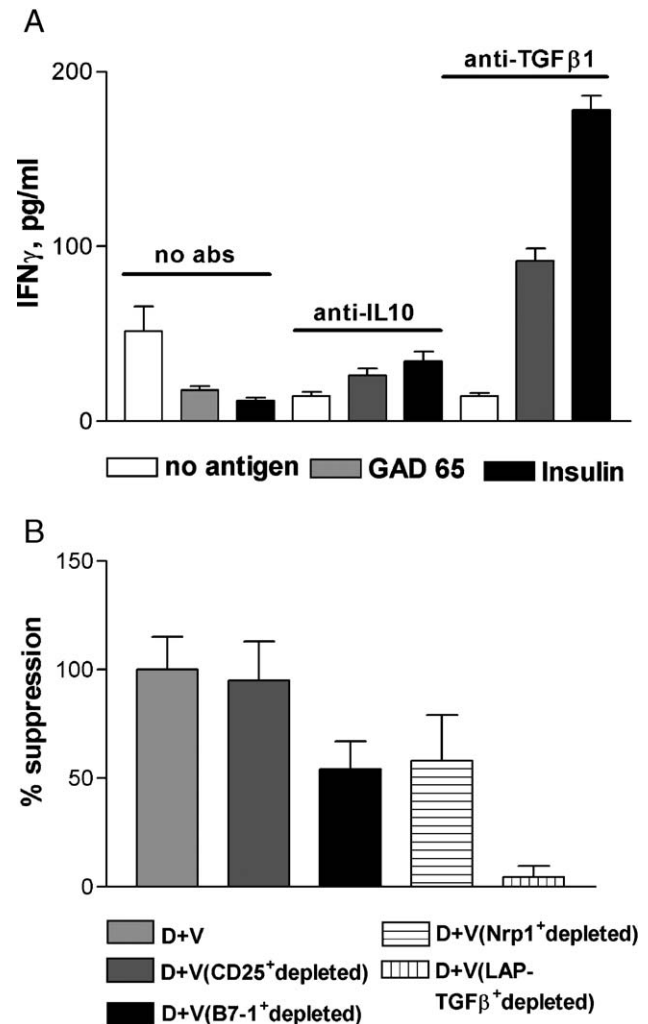 A
anti-TGFβ1
200
IFNγ, pg/ml
no abs
100
anti-IL10
0
no antigen GAD 65 Insulin
B
150
% suppression
100
50
0
D+V D+V(Nrp1+depleted)
D+V(CD25+depleted) D+V(LAP-
TGFβ+depleted)
D+V(B7-1+depleted)